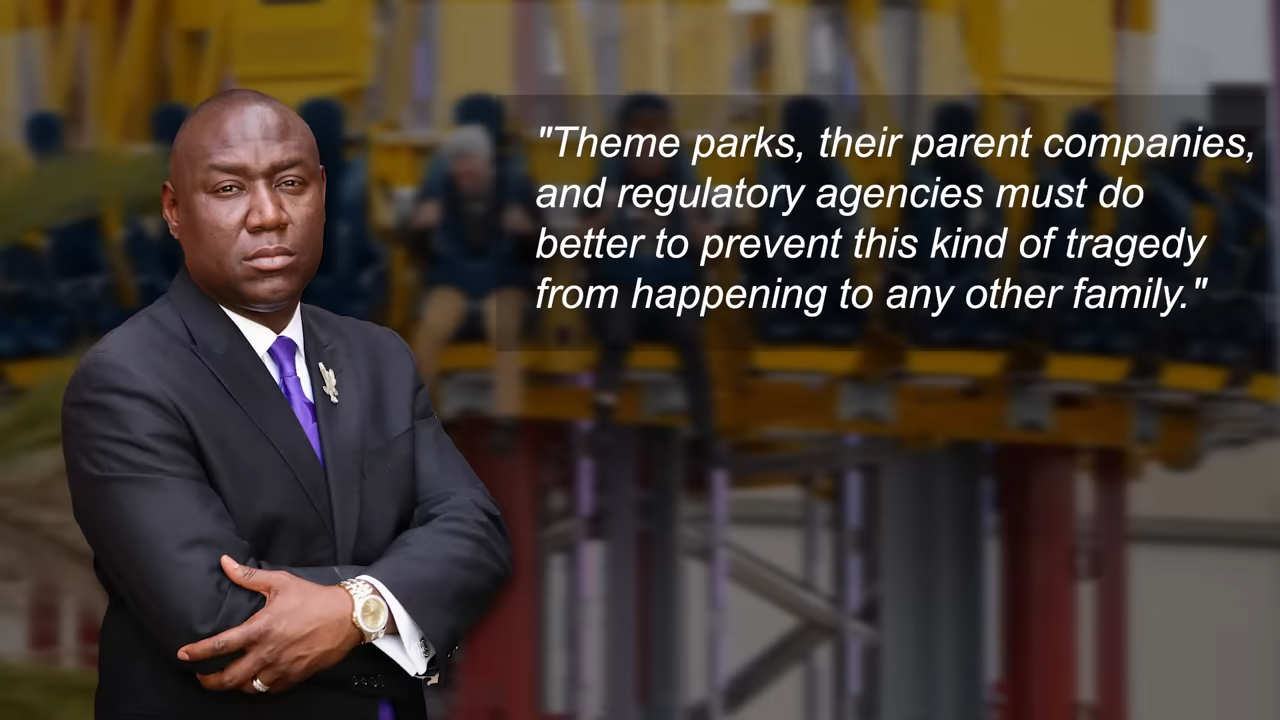 "Theme parks, their parent companies,
and regulatory agencies must do
better to prevent this kind of tragedy
from happening to any other family."